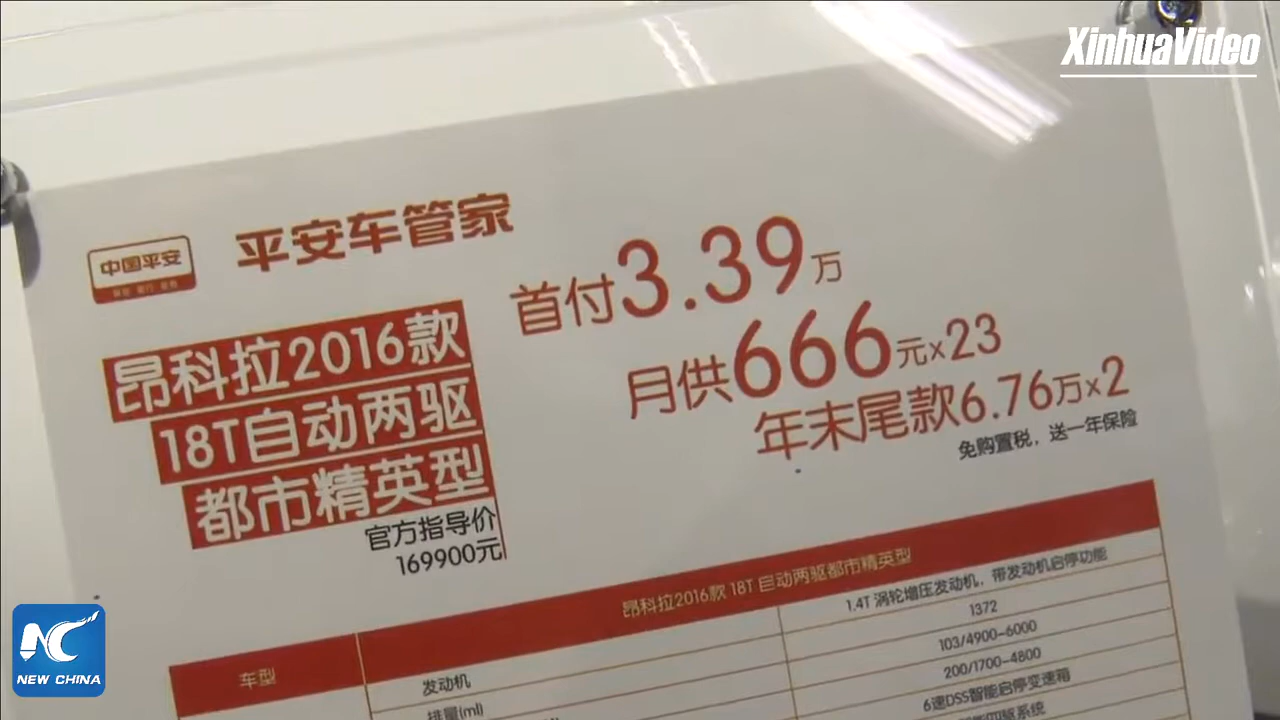 XinhuaVideo
中国平安
平安车管家
昂科拉2016款
18T自动两驱
都市精英型
官方指导价
169900元
首付3.39万
月供666元×23
年末尾款6.76万×2
免购置税，送一年保险
昂科拉2016款 18T 自动两驱都市精英型
车型
1.4T 涡轮增压发动机，带发动机启停功能
发动机
1372
排量(ml)
103/4900-6000
200/1700-4800
6速DSS智能启停变速箱
NEW CHINA